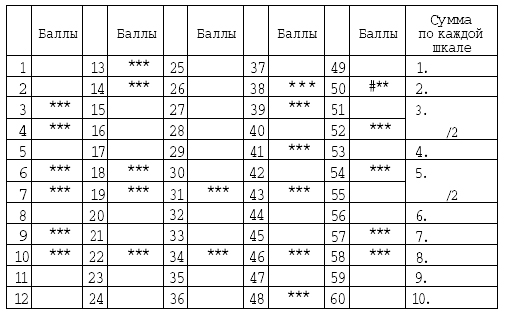 Баллы Баллы Баллы Баллы Баллы Сумма по каждой шкале
1 13 *** 25 37 49 1.
2 14 *** 26 38 *** 50 #** 2.
3 *** 15 27 39 *** 51 3.
4 *** 16 28 40 52 *** /2
5 17 29 41 *** 53 4.
6 *** 18 *** 30 42 54 *** 5.
7 *** 19 *** 31 *** 43 *** 55 /2
8 20 32 44 56 6.
9 *** 21 33 45 57 *** 7.
10 *** 22 *** 34 *** 46 *** 58 *** 8.
11 23 35 47 59 9.
12 24 36 48 *** 60 10.